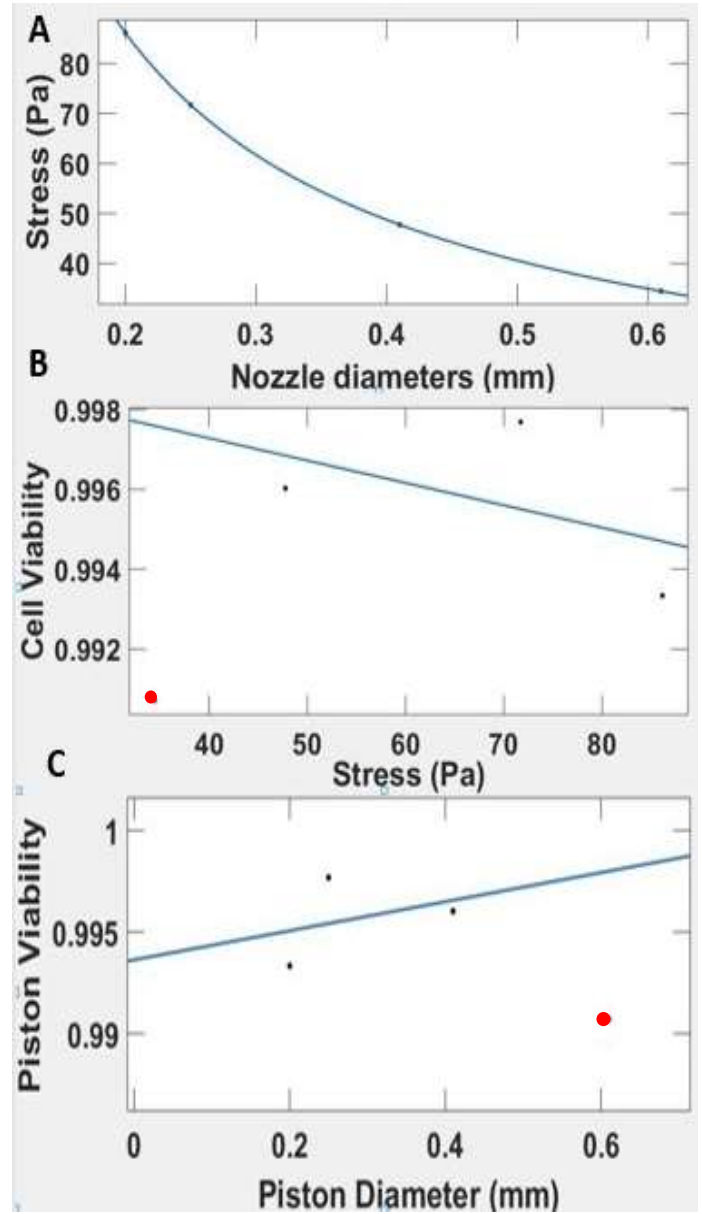 A
Stress (Pa)
80
70
60
50
40
0.2 0.3 0.4 0.5 0.6
Nozzle diameters (mm)
B
Cell Viability
0.998
0.996
0.994
0.992
40 50 60 70 80
Stress (Pa)
C
Piston Viability
1
0.995
0.99
0 0.2 0.4 0.6
Piston Diameter (mm)